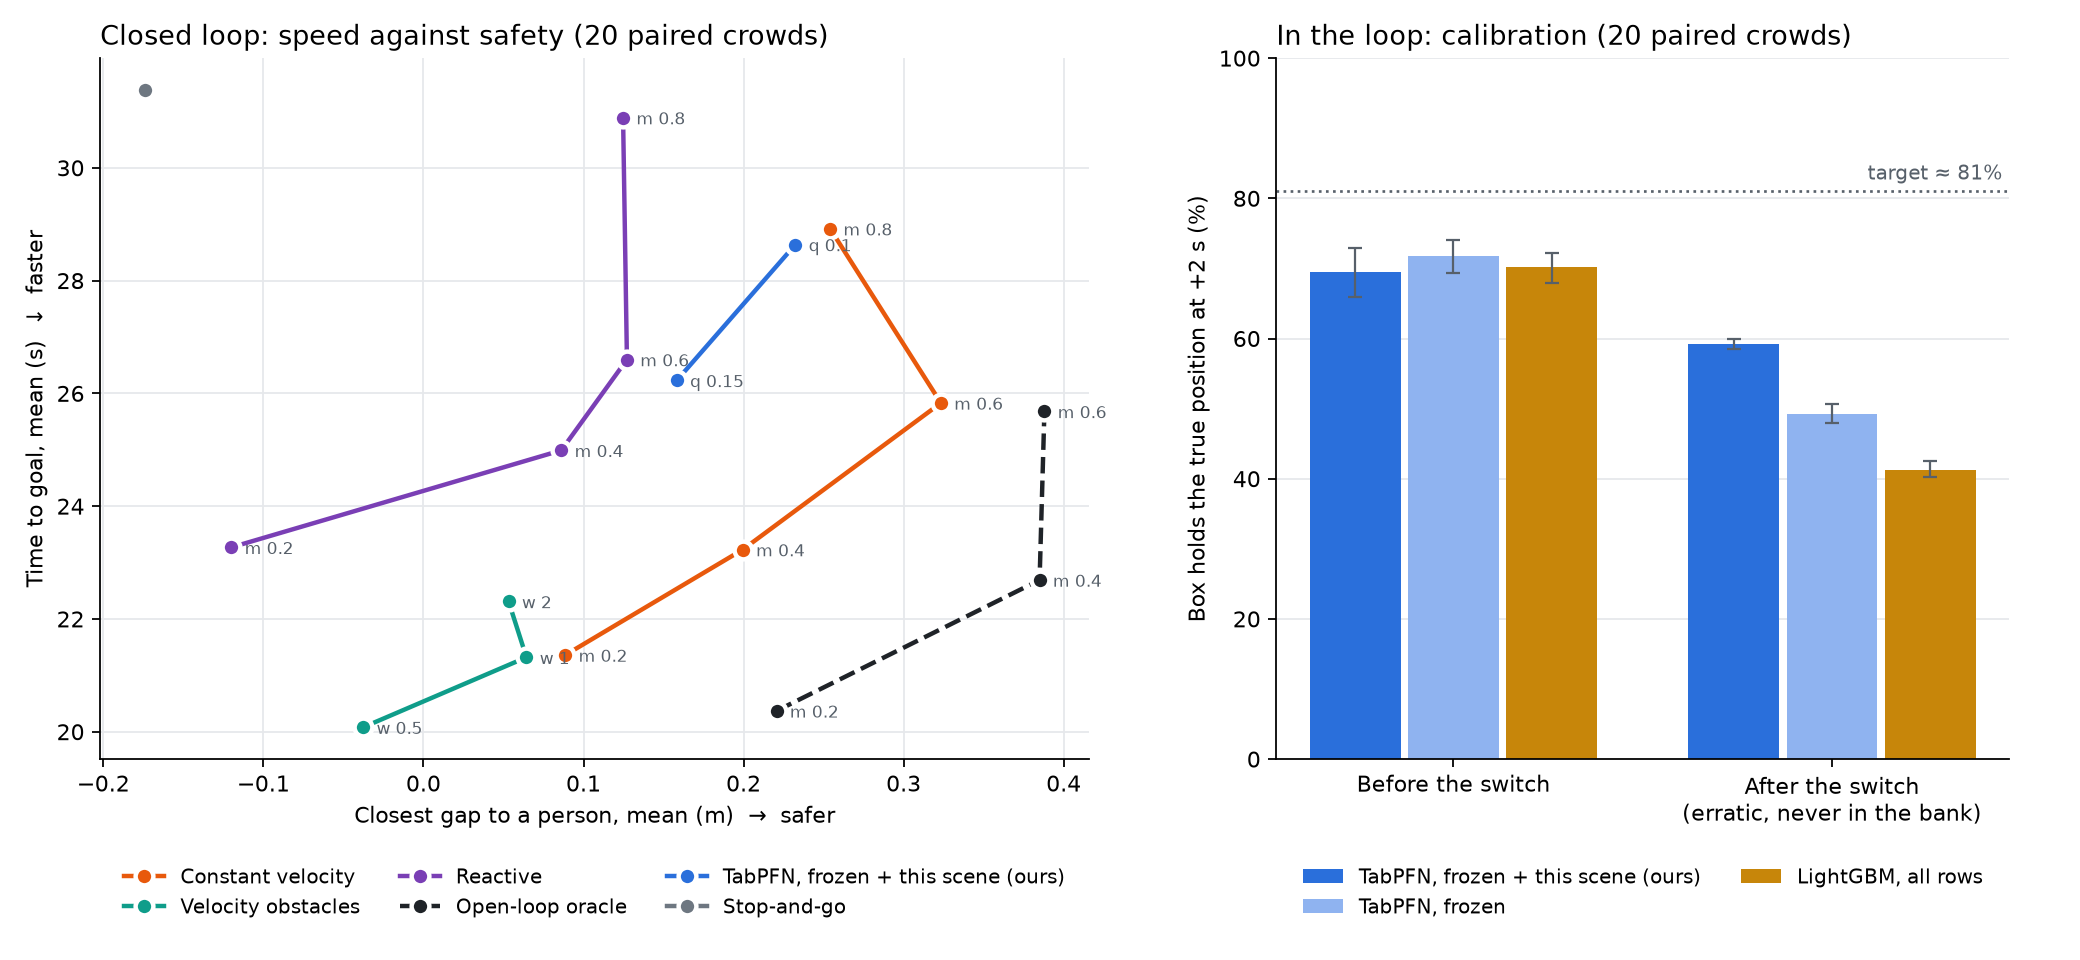 Closed loop: speed against safety (20 paired crowds)
Time to goal, mean (s) ↓ faster
30
28
26
24
22
20
m 0.8
m 0.8
q 0.1
m 0.6
q 0.15
m 0.6
m 0.6
m 0.4
m 0.2
m 0.4
m 0.4
w 2
w 1
m 0.2
m 0.2
w 0.5
−0.2
−0.1
0.0
0.1
0.2
0.3
0.4
Closest gap to a person, mean (m) → safer
Constant velocity
Velocity obstacles
Reactive
Open-loop oracle
TabPFN, frozen + this scene (ours)
Stop-and-go
In the loop: calibration (20 paired crowds)
Box holds the true position at +2 s (%)
100
80
60
40
20
0
target ≈ 81%
Before the switch
After the switch
(erratic, never in the bank)
TabPFN, frozen + this scene (ours)
TabPFN, frozen
LightGBM, all rows